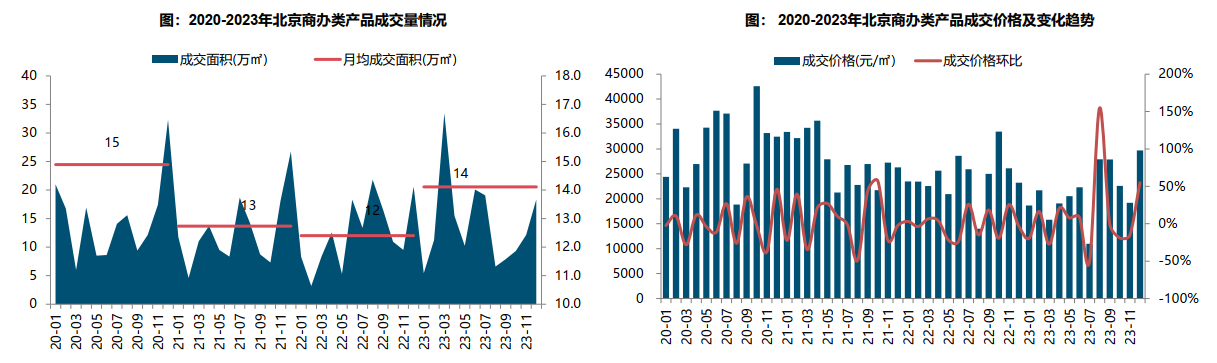 图：2020-2023年北京商办类产品成交量情况
成交面积(万㎡) 月均成交面积(万㎡)
40 18.0
35 17.0
30 16.0
25 15.0
20 14.0
15 13.0
10 12.0
5 11.0
0 10.0
15 13 12 14
20-01 20-03 20-05 20-07 20-09 20-11 21-01 21-03 21-05 21-07 21-09 21-11 22-01 22-03 22-05 22-07 22-09 22-11 23-01 23-03 23-05 23-07 23-09 23-11
图： 2020-2023年北京商办类产品成交价格及变化趋势
成交价格(元/㎡) 成交价格环比
45000 200%
40000
35000 150%
30000
25000 100%
20000 50%
15000 0%
10000
5000 -50%
0 -100%
20-01 20-03 20-05 20-07 20-09 20-11 21-01 21-03 21-05 21-07 21-09 21-11 22-01 22-03 22-05 22-07 22-09 22-11 23-01 23-03 23-05 23-07 23-09 23-11